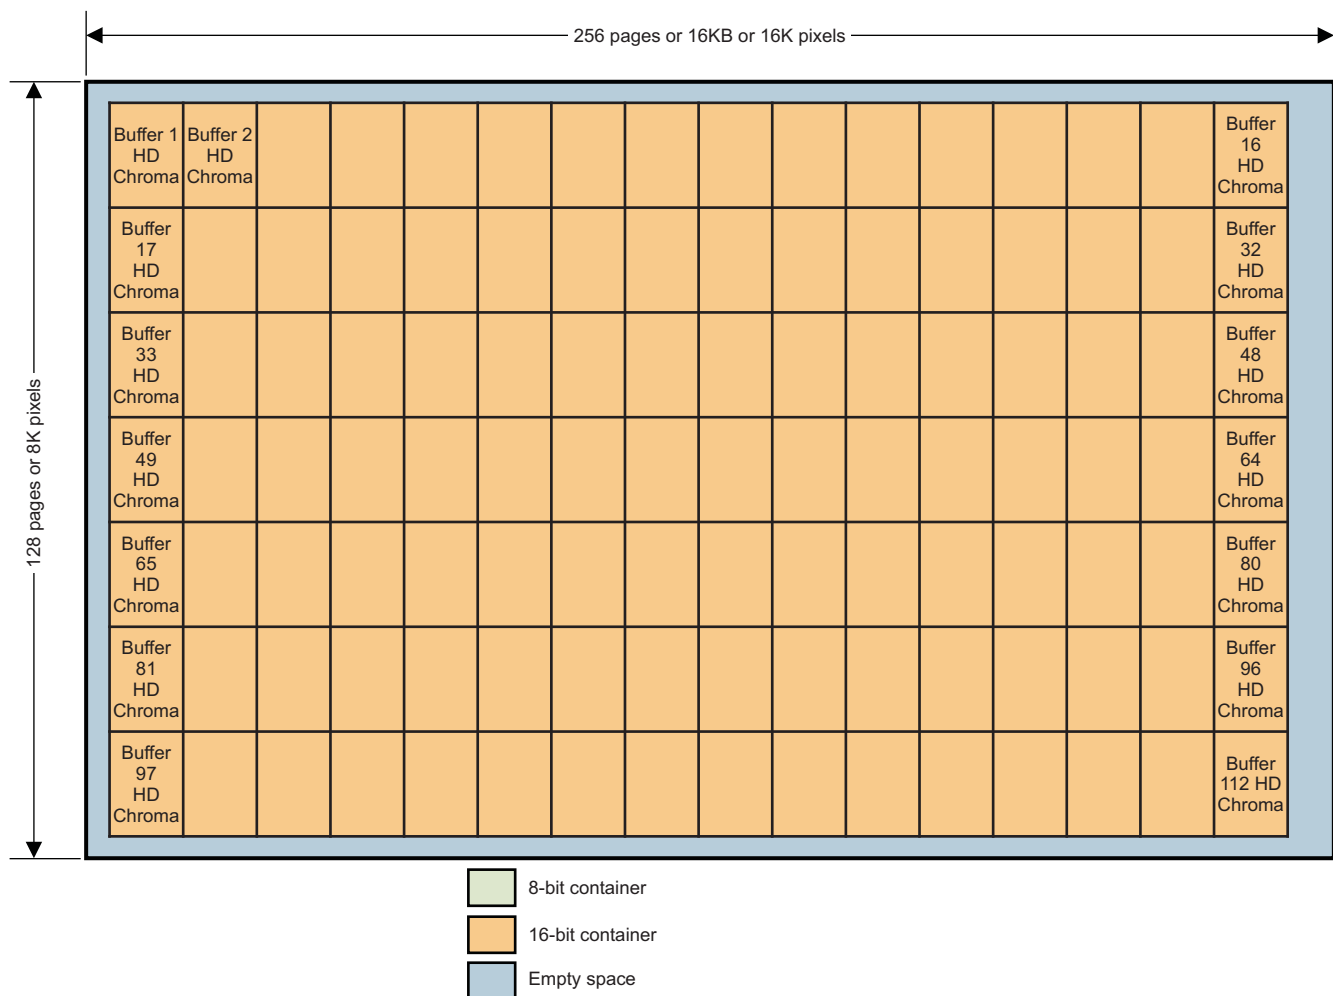 256 pages or 16KB or 16K pixels
128 pages or 8K pixels
Buffer 1
HD
Chroma
Buffer 2
HD
Chroma
Buffer
16
HD
Chroma
Buffer
17
HD
Chroma
Buffer
32
HD
Chroma
Buffer
33
HD
Chroma
Buffer
48
HD
Chroma
Buffer
49
HD
Chroma
Buffer
64
HD
Chroma
Buffer
65
HD
Chroma
Buffer
80
HD
Chroma
Buffer
81
HD
Chroma
Buffer
96
HD
Chroma
Buffer
97
HD
Chroma
Buffer
112 HD
Chroma
8-bit container
16-bit container
Empty space